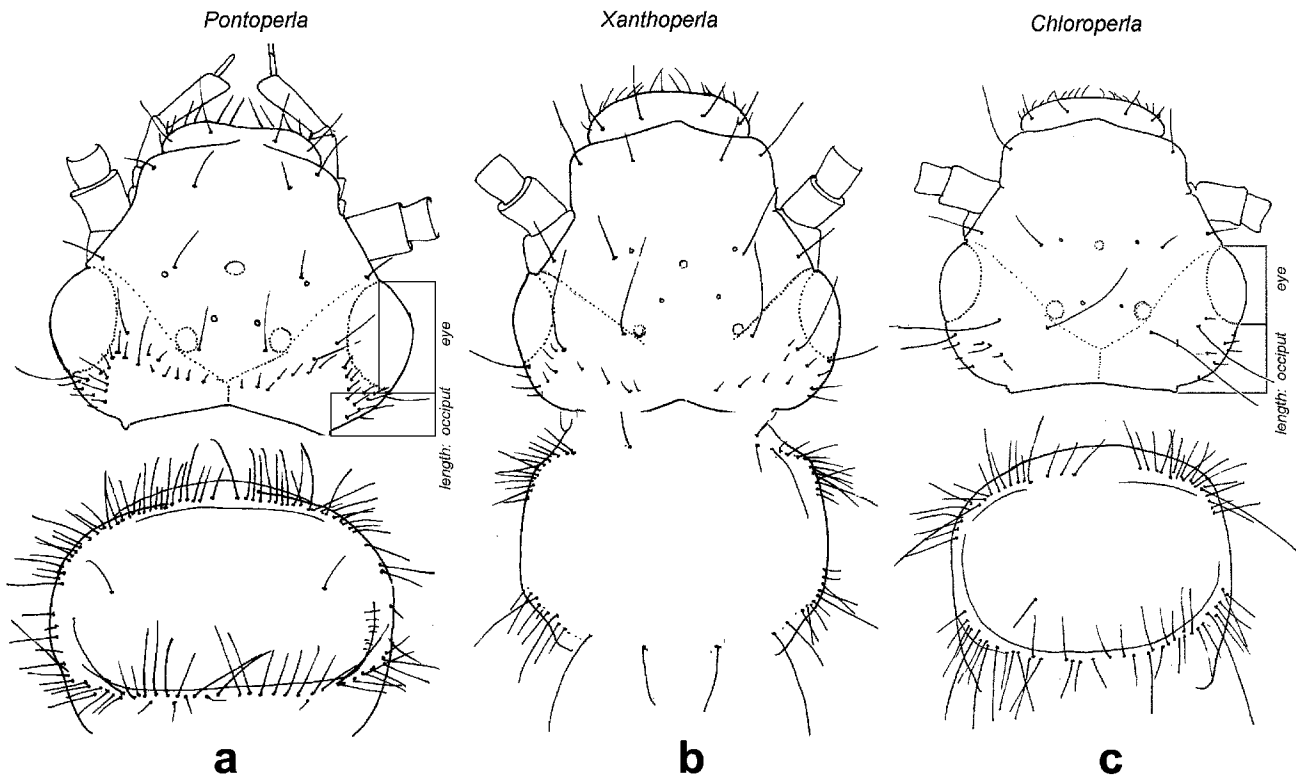 Pontoperla
Xanthoperla
Chloroperla
length: occiput eye
length: occiput eye
a
b
c